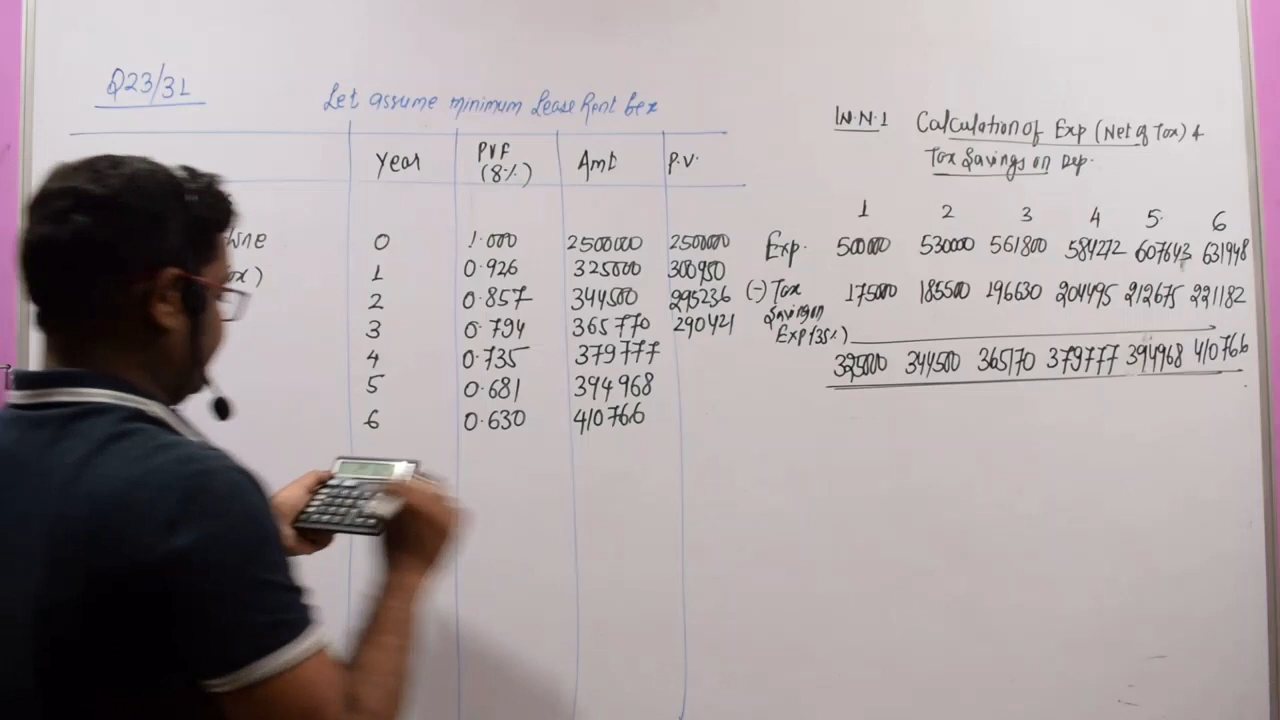 Q23/31
Let assume minimum Lease Rent be x
Year PVF (8%) Amt P.V.
0 1.000 2500000 2500000
1 0.926 325000 300950
2 0.857 344500 295236
3 0.794 365770 290421
4 0.735 379777
5 0.681 394968
6 0.630 410766
W.N.1 Calculation of Exp (Net of Tax) &
Tax Savings on Dep.
1 2 3 4 5 6
Exp. 500000 530000 561800 584272 607643 631948
(-) Tax 175000 185500 196630 204495 212675 221182
Saving on
Exp (35%)
325000 344500 365170 379777 394968 410766